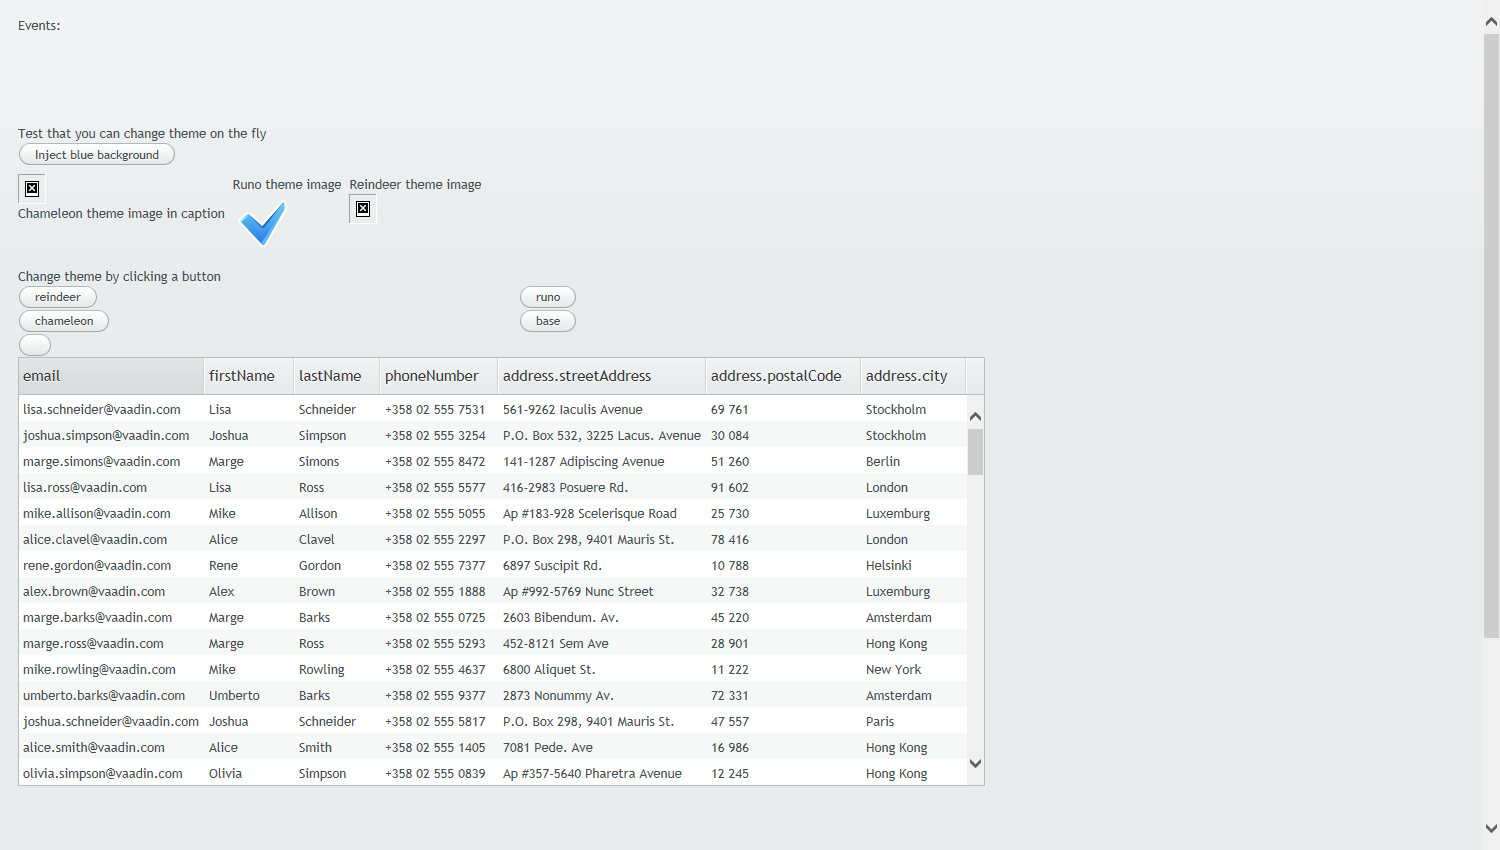 Events:
Test that you can change theme on the fly
Inject blue background
Runo theme image Reindeer theme image
Chameleon theme image in caption
Change theme by clicking a button
reindeer runo
chameleon base
email firstName lastName phoneNumber address.streetAddress address.postalCode address.city
lisa.schneider@vaadin.com Lisa Schneider +358 02 555 7531 561-9262 Iaculis Avenue 69 761 Stockholm
joshua.simpson@vaadin.com Joshua Simpson +358 02 555 3254 P.O. Box 532, 3225 Lacus. Avenue 30 084 Stockholm
marge.simons@vaadin.com Marge Simons +358 02 555 8472 141-1287 Adipiscing Avenue 51 260 Berlin
lisa.ross@vaadin.com Lisa Ross +358 02 555 5577 416-2983 Posuere Rd. 91 602 London
mike.allison@vaadin.com Mike Allison +358 02 555 5055 Ap #183-928 Scelerisque Road 25 730 Luxemburg
alice.clavel@vaadin.com Alice Clavel +358 02 555 2297 P.O. Box 298, 9401 Mauris St. 78 416 London
rene.gordon@vaadin.com Rene Gordon +358 02 555 7377 6897 Suscipit Rd. 10 788 Helsinki
alex.brown@vaadin.com Alex Brown +358 02 555 1888 Ap #992-5769 Nunc Street 32 738 Luxemburg
marge.barks@vaadin.com Marge Barks +358 02 555 0725 2603 Bibendum. Av. 45 220 Amsterdam
marge.ross@vaadin.com Marge Ross +358 02 555 5293 452-8121 Sem Ave 28 901 Hong Kong
mike.rowling@vaadin.com Mike Rowling +358 02 555 4637 6800 Aliquet St. 11 222 New York
umberto.barks@vaadin.com Umberto Barks +358 02 555 9377 2873 Nonummy Av. 72 331 Amsterdam
joshua.schneider@vaadin.com Joshua Schneider +358 02 555 5817 P.O. Box 298, 9401 Mauris St. 47 557 Paris
alice.smith@vaadin.com Alice Smith +358 02 555 1405 7081 Pede. Ave 16 986 Hong Kong
olivia.simpson@vaadin.com Olivia Simpson +358 02 555 0839 Ap #357-5640 Pharetra Avenue 12 245 Hong Kong